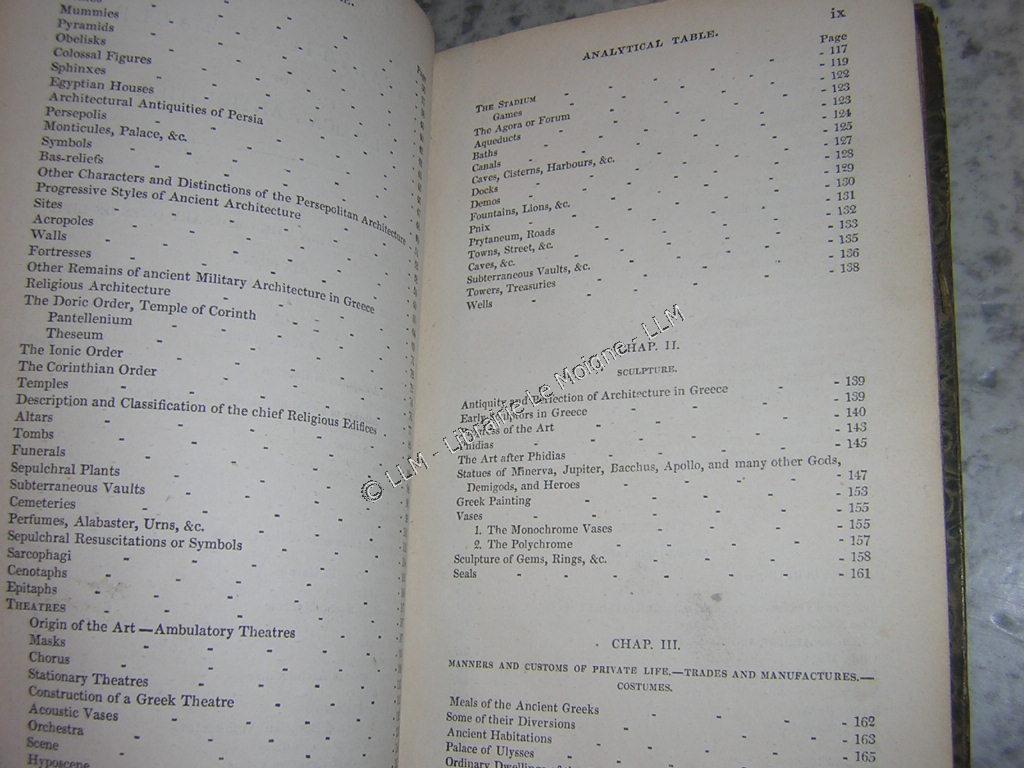 Mummies
Pyramids
Obelisks
Colossal Figures
Sphinxes
Egyptian Houses
Architectural Antiquities of Persia
Persepolis
Monticules, Palace, &c.
Symbols
Bas-reliefs
Other Characters and Distinctions of the Persepolitan Architecture
Progressive Styles of Ancient Architecture
Sites
Acropoles
Walls
Fortresses
Other Remains of ancient Military Architecture in Greece
Religious Architecture
The Doric Order, Temple of Corinth
Pantellenium
Theseum
The Ionic Order
The Corinthian Order
Temples
Description and Classification of the chief Religious Edifices
Altars
Tombs
Funerals
Sepulchral Plants
Subterraneous Vaults
Cemeteries
Perfumes, Alabaster, Urns, &c.
Sepulchral Resuscitations or Symbols
Sarcophagi
Cenotaphs
Epitaphs
THEATRES
Origin of the Art—Ambulatory Theatres
Masks
Chorus
Stationary Theatres
Construction of a Greek Theatre
Acoustic Vases
Orchestra
Scene
Hyposcene
ANALYTICAL TABLE. ix
Page
THE STADIUM - 117
Games - 119
The Agora or Forum - 122
Aqueducts - 123
Baths - 123
Canals - 124
Caves, Cisterns, Harbours, &c. - 125
Docks - 127
Demos - 128
Fountains, Lions, &c. - 129
Pnix - 130
Prytaneum, Roads - 131
Towns, Street, &c. - 132
Caves, &c. - 133
Subterraneous Vaults, &c. - 135
Towers, Treasuries - 136
Wells - 138
CHAP. II.
SCULPTURE.
Antiquity and Perfection of Architecture in Greece - 139
Early Sculptors in Greece - 139
of the Art - 140
Phidias - 143
The Art after Phidias - 145
Statues of Minerva, Jupiter, Bacchus, Apollo, and many other Gods,
Demigods, and Heroes - 147
Greek Painting - 153
Vases - 155
1. The Monochrome Vases - 155
2. The Polychrome - 157
Sculpture of Gems, Rings, &c. - 158
Seals - 161
CHAP. III.
MANNERS AND CUSTOMS OF PRIVATE LIFE.—TRADES AND MANUFACTURES.—
COSTUMES.
Meals of the Ancient Greeks - 162
Some of their Diversions - 163
Ancient Habitations - 165
Palace of Ulysses
Ordinary Dwellings of the
© LLM - Librairie Le Moigne - LLM